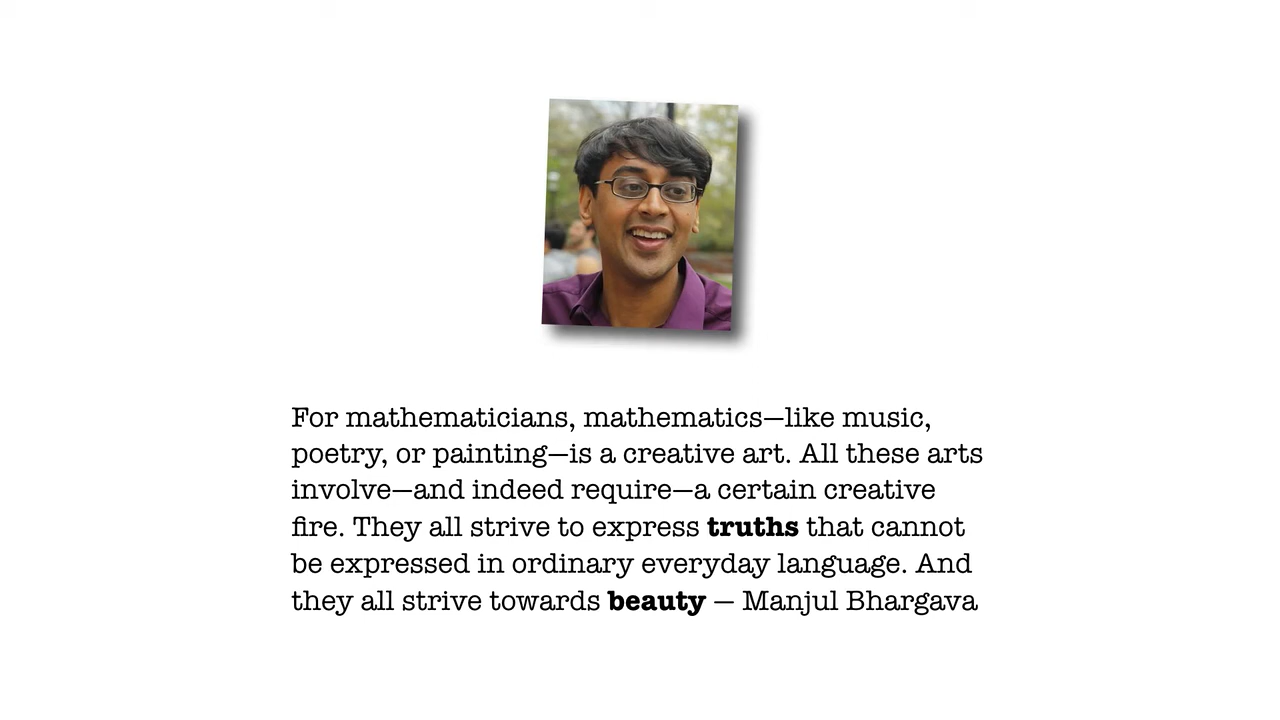 For mathematicians, mathematics—like music,
poetry, or painting—is a creative art. All these arts
involve—and indeed require—a certain creative
fire. They all strive to express truths that cannot
be expressed in ordinary everyday language. And
they all strive towards beauty — Manjul Bhargava